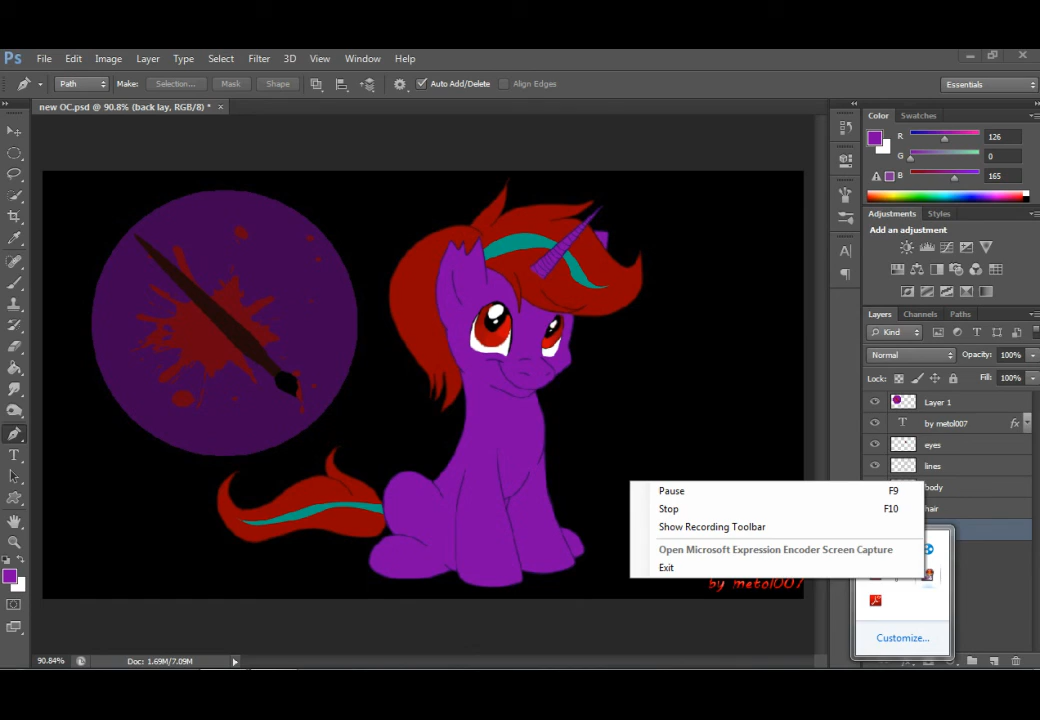 Ps File Edit Image Layer Type Select Filter 3D View Window Help
Path Make: Selection... Mask Shape Auto Add/Delete Align Edges Essentials
new OC.psd @ 90.8% (back lay, RGB/8) * ×
Color Swatches
R 126
G 0
B 165
Adjustments Styles
Add an adjustment
Layers Channels Paths
Kind
Normal Opacity: 100%
Lock: Fill: 100%
Layer 1
by metol007 fx
eyes
lines
body
hair
Pause F9
Stop F10
Show Recording Toolbar
Open Microsoft Expression Encoder Screen Capture
Exit
by metol007
Customize...
90.84% Doc: 1.69M/7.09M